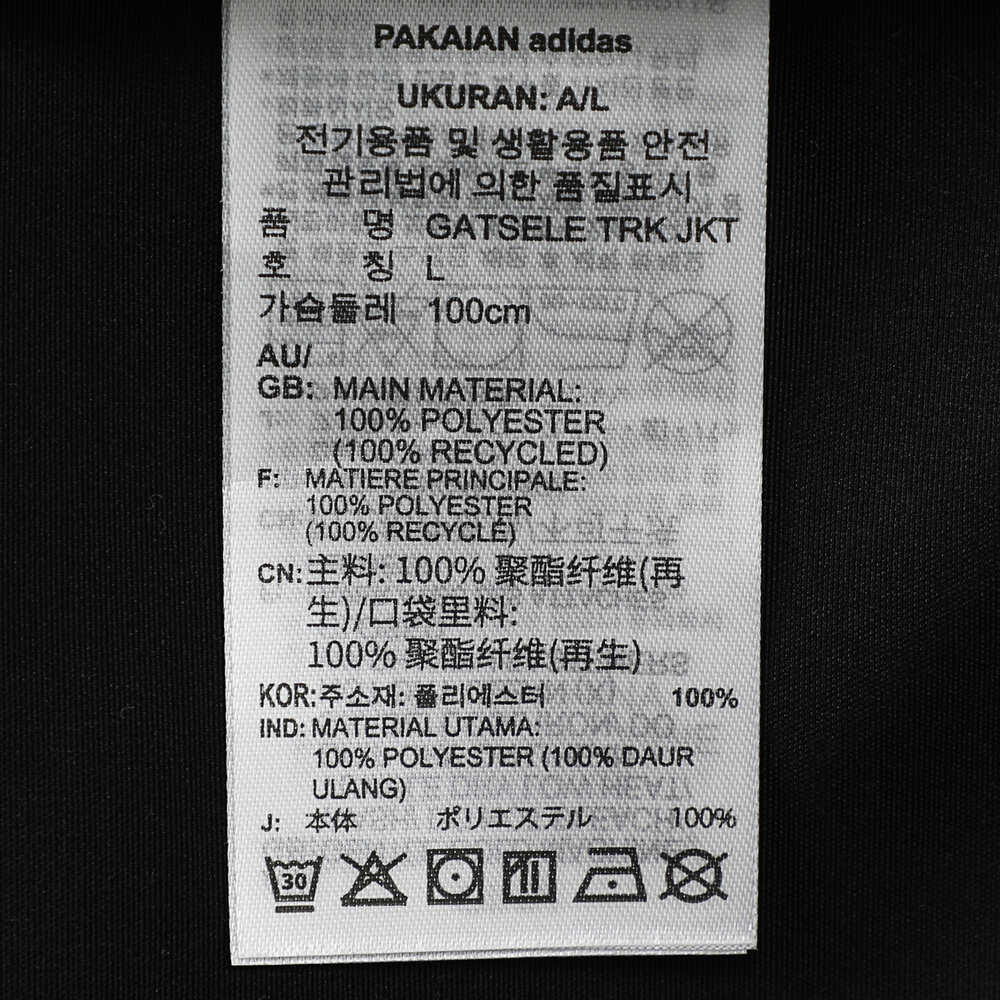 PAKAIAN adidas
UKURAN: A/L
전기용품 및 생활용품 안전
관리법에 의한 품질표시
품 명 GATSELE TRK JKT
호 칭 L
가슴둘레 100cm
AU/
GB: MAIN MATERIAL:
100% POLYESTER
(100% RECYCLED)
F: MATIERE PRINCIPALE:
100% POLYESTER
(100% RECYCLÉ)
CN: 主料: 100% 聚酯纤维(再
生)/口袋里料:
100% 聚酯纤维(再生)
KOR: 주소재: 폴리에스터 100%
IND: MATERIAL UTAMA:
100% POLYESTER (100% DAUR
ULANG)
J: 本体 ポリエステル 100%
30